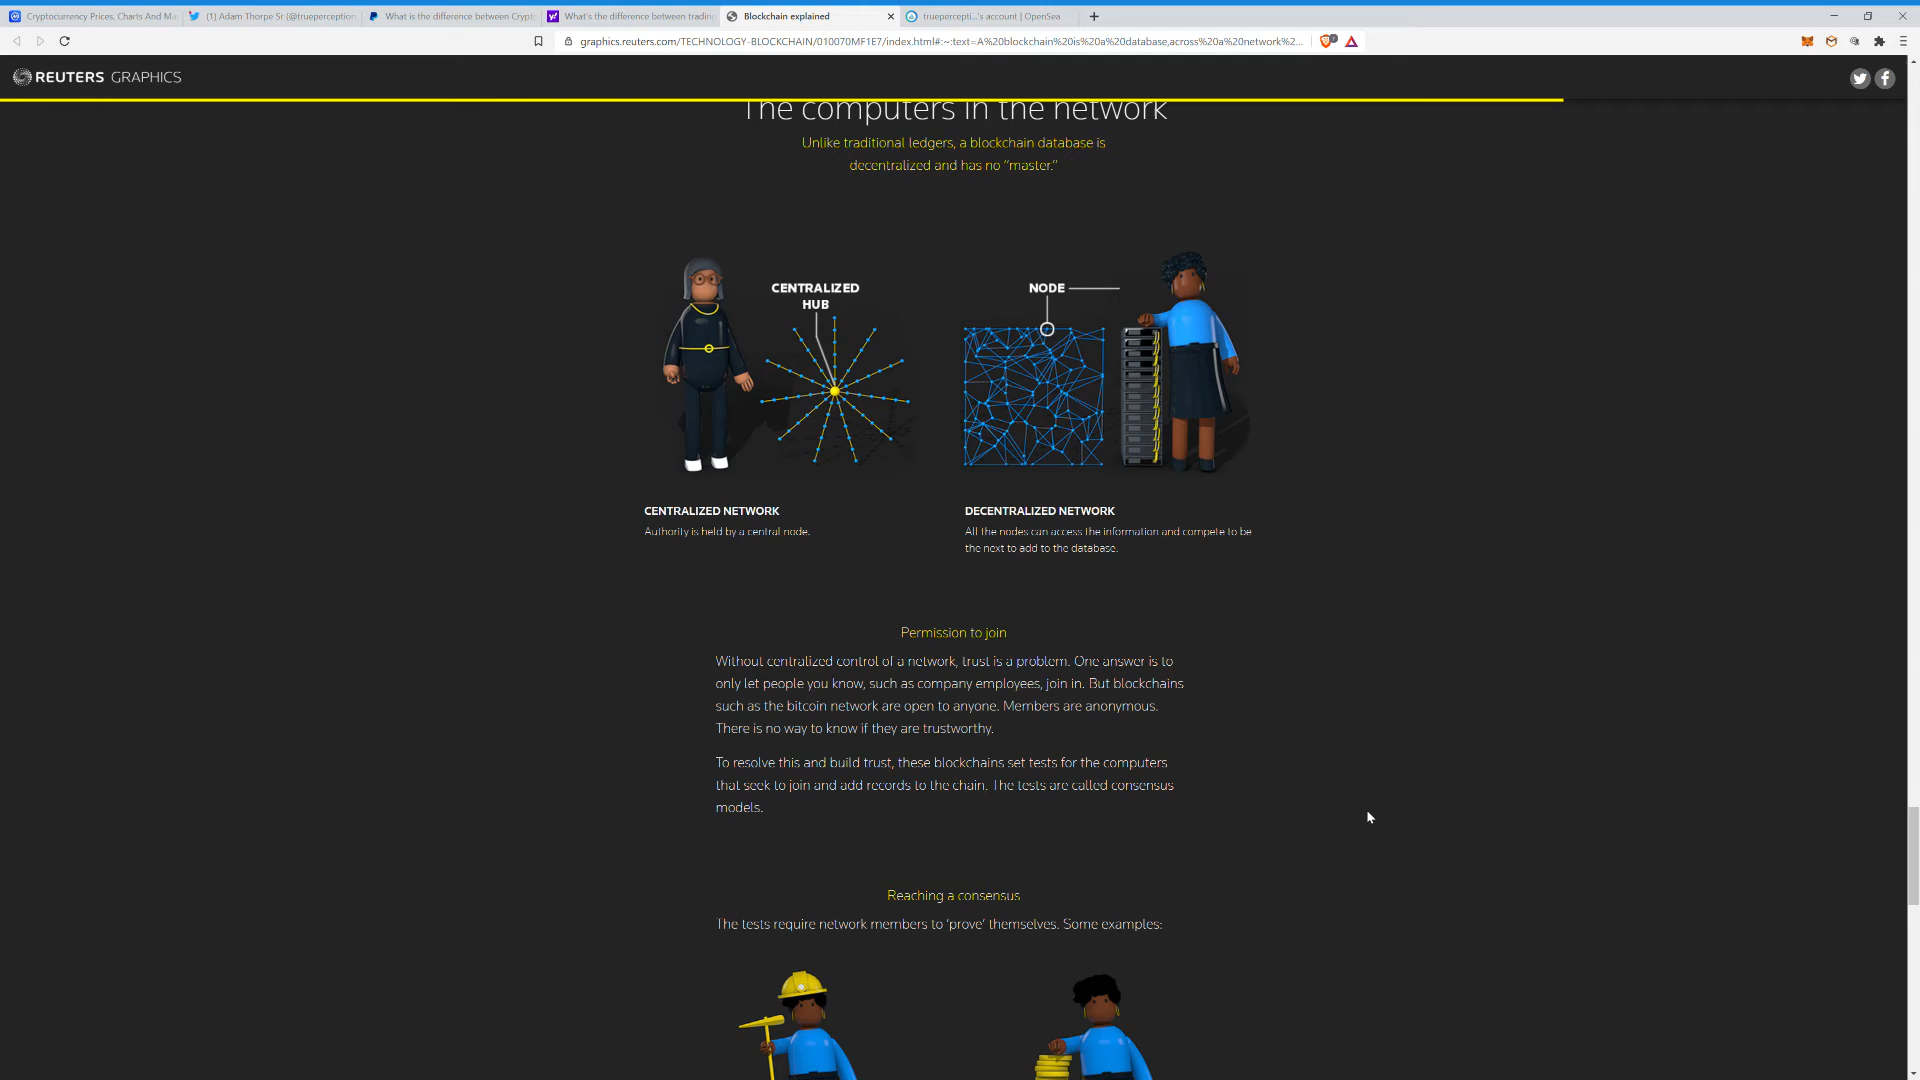 Cryptocurrency Prices, Charts And Ma
(1) Adam Thorpe Sr (@trueperception
What is the difference between Crypt
What's the difference between trading
Blockchain explained
truepercepti...'s account | OpenSea
graphics.reuters.com/TECHNOLOGY-BLOCKCHAIN/010070MF1E7/index.html#:~:text=A%20blockchain%20is%20a%20database,across%20a%20network%2...
REUTERS GRAPHICS
The computers in the network
Unlike traditional ledgers, a blockchain database is
decentralized and has no “master.”
CENTRALIZED
HUB
NODE
CENTRALIZED NETWORK
Authority is held by a central node.
DECENTRALIZED NETWORK
All the nodes can access the information and compete to be
the next to add to the database.
Permission to join
Without centralized control of a network, trust is a problem. One answer is to
only let people you know, such as company employees, join in. But blockchains
such as the bitcoin network are open to anyone. Members are anonymous.
There is no way to know if they are trustworthy.
To resolve this and build trust, these blockchains set tests for the computers
that seek to join and add records to the chain. The tests are called consensus
models.
Reaching a consensus
The tests require network members to ‘prove’ themselves. Some examples: